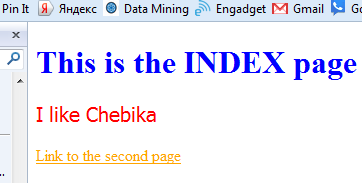 Pin It Яндекс Data Mining Engadget Gmail Go
This is the INDEX page
I like Chebika
Link to the second page